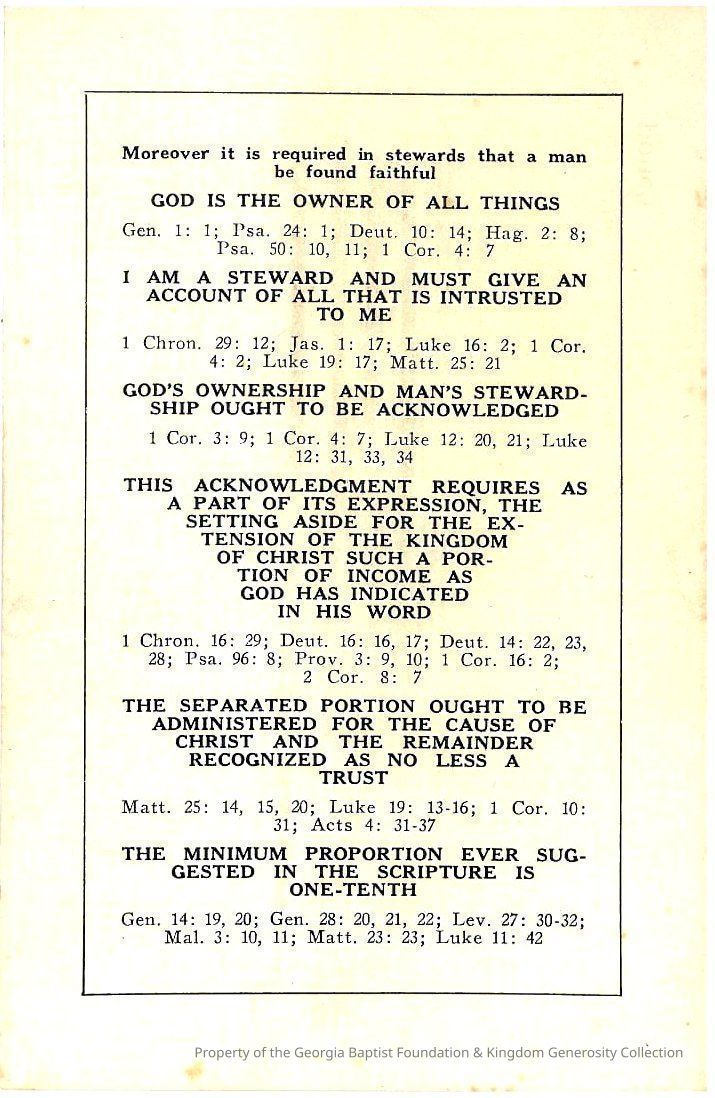 Moreover it is required in stewards that a man
be found faithful
GOD IS THE OWNER OF ALL THINGS
Gen. 1: 1; Psa. 24: 1; Deut. 10: 14; Hag. 2: 8;
Psa. 50: 10, 11; 1 Cor. 4: 7
I AM A STEWARD AND MUST GIVE AN
ACCOUNT OF ALL THAT IS INTRUSTED
TO ME
1 Chron. 29: 12; Jas. 1: 17; Luke 16: 2; 1 Cor.
4: 2; Luke 19: 17; Matt. 25: 21
GOD'S OWNERSHIP AND MAN'S STEWARD-
SHIP OUGHT TO BE ACKNOWLEDGED
1 Cor. 3: 9; 1 Cor. 4: 7; Luke 12: 20, 21; Luke
12: 31, 33, 34
THIS ACKNOWLEDGMENT REQUIRES AS
A PART OF ITS EXPRESSION, THE
SETTING ASIDE FOR THE EX-
TENSION OF THE KINGDOM
OF CHRIST SUCH A POR-
TION OF INCOME AS
GOD HAS INDICATED
IN HIS WORD
1 Chron. 16: 29; Deut. 16: 16, 17; Deut. 14: 22, 23,
28; Psa. 96: 8; Prov. 3: 9, 10; 1 Cor. 16: 2;
2 Cor. 8: 7
THE SEPARATED PORTION OUGHT TO BE
ADMINISTERED FOR THE CAUSE OF
CHRIST AND THE REMAINDER
RECOGNIZED AS NO LESS A
TRUST
Matt. 25: 14, 15, 20; Luke 19: 13-16; 1 Cor. 10:
31; Acts 4: 31-37
THE MINIMUM PROPORTION EVER SUG-
GESTED IN THE SCRIPTURE IS
ONE-TENTH
Gen. 14: 19, 20; Gen. 28: 20, 21, 22; Lev. 27: 30-32;
Mal. 3: 10, 11; Matt. 23: 23; Luke 11: 42
Property of the Georgia Baptist Foundation & Kingdom Generosity Collection